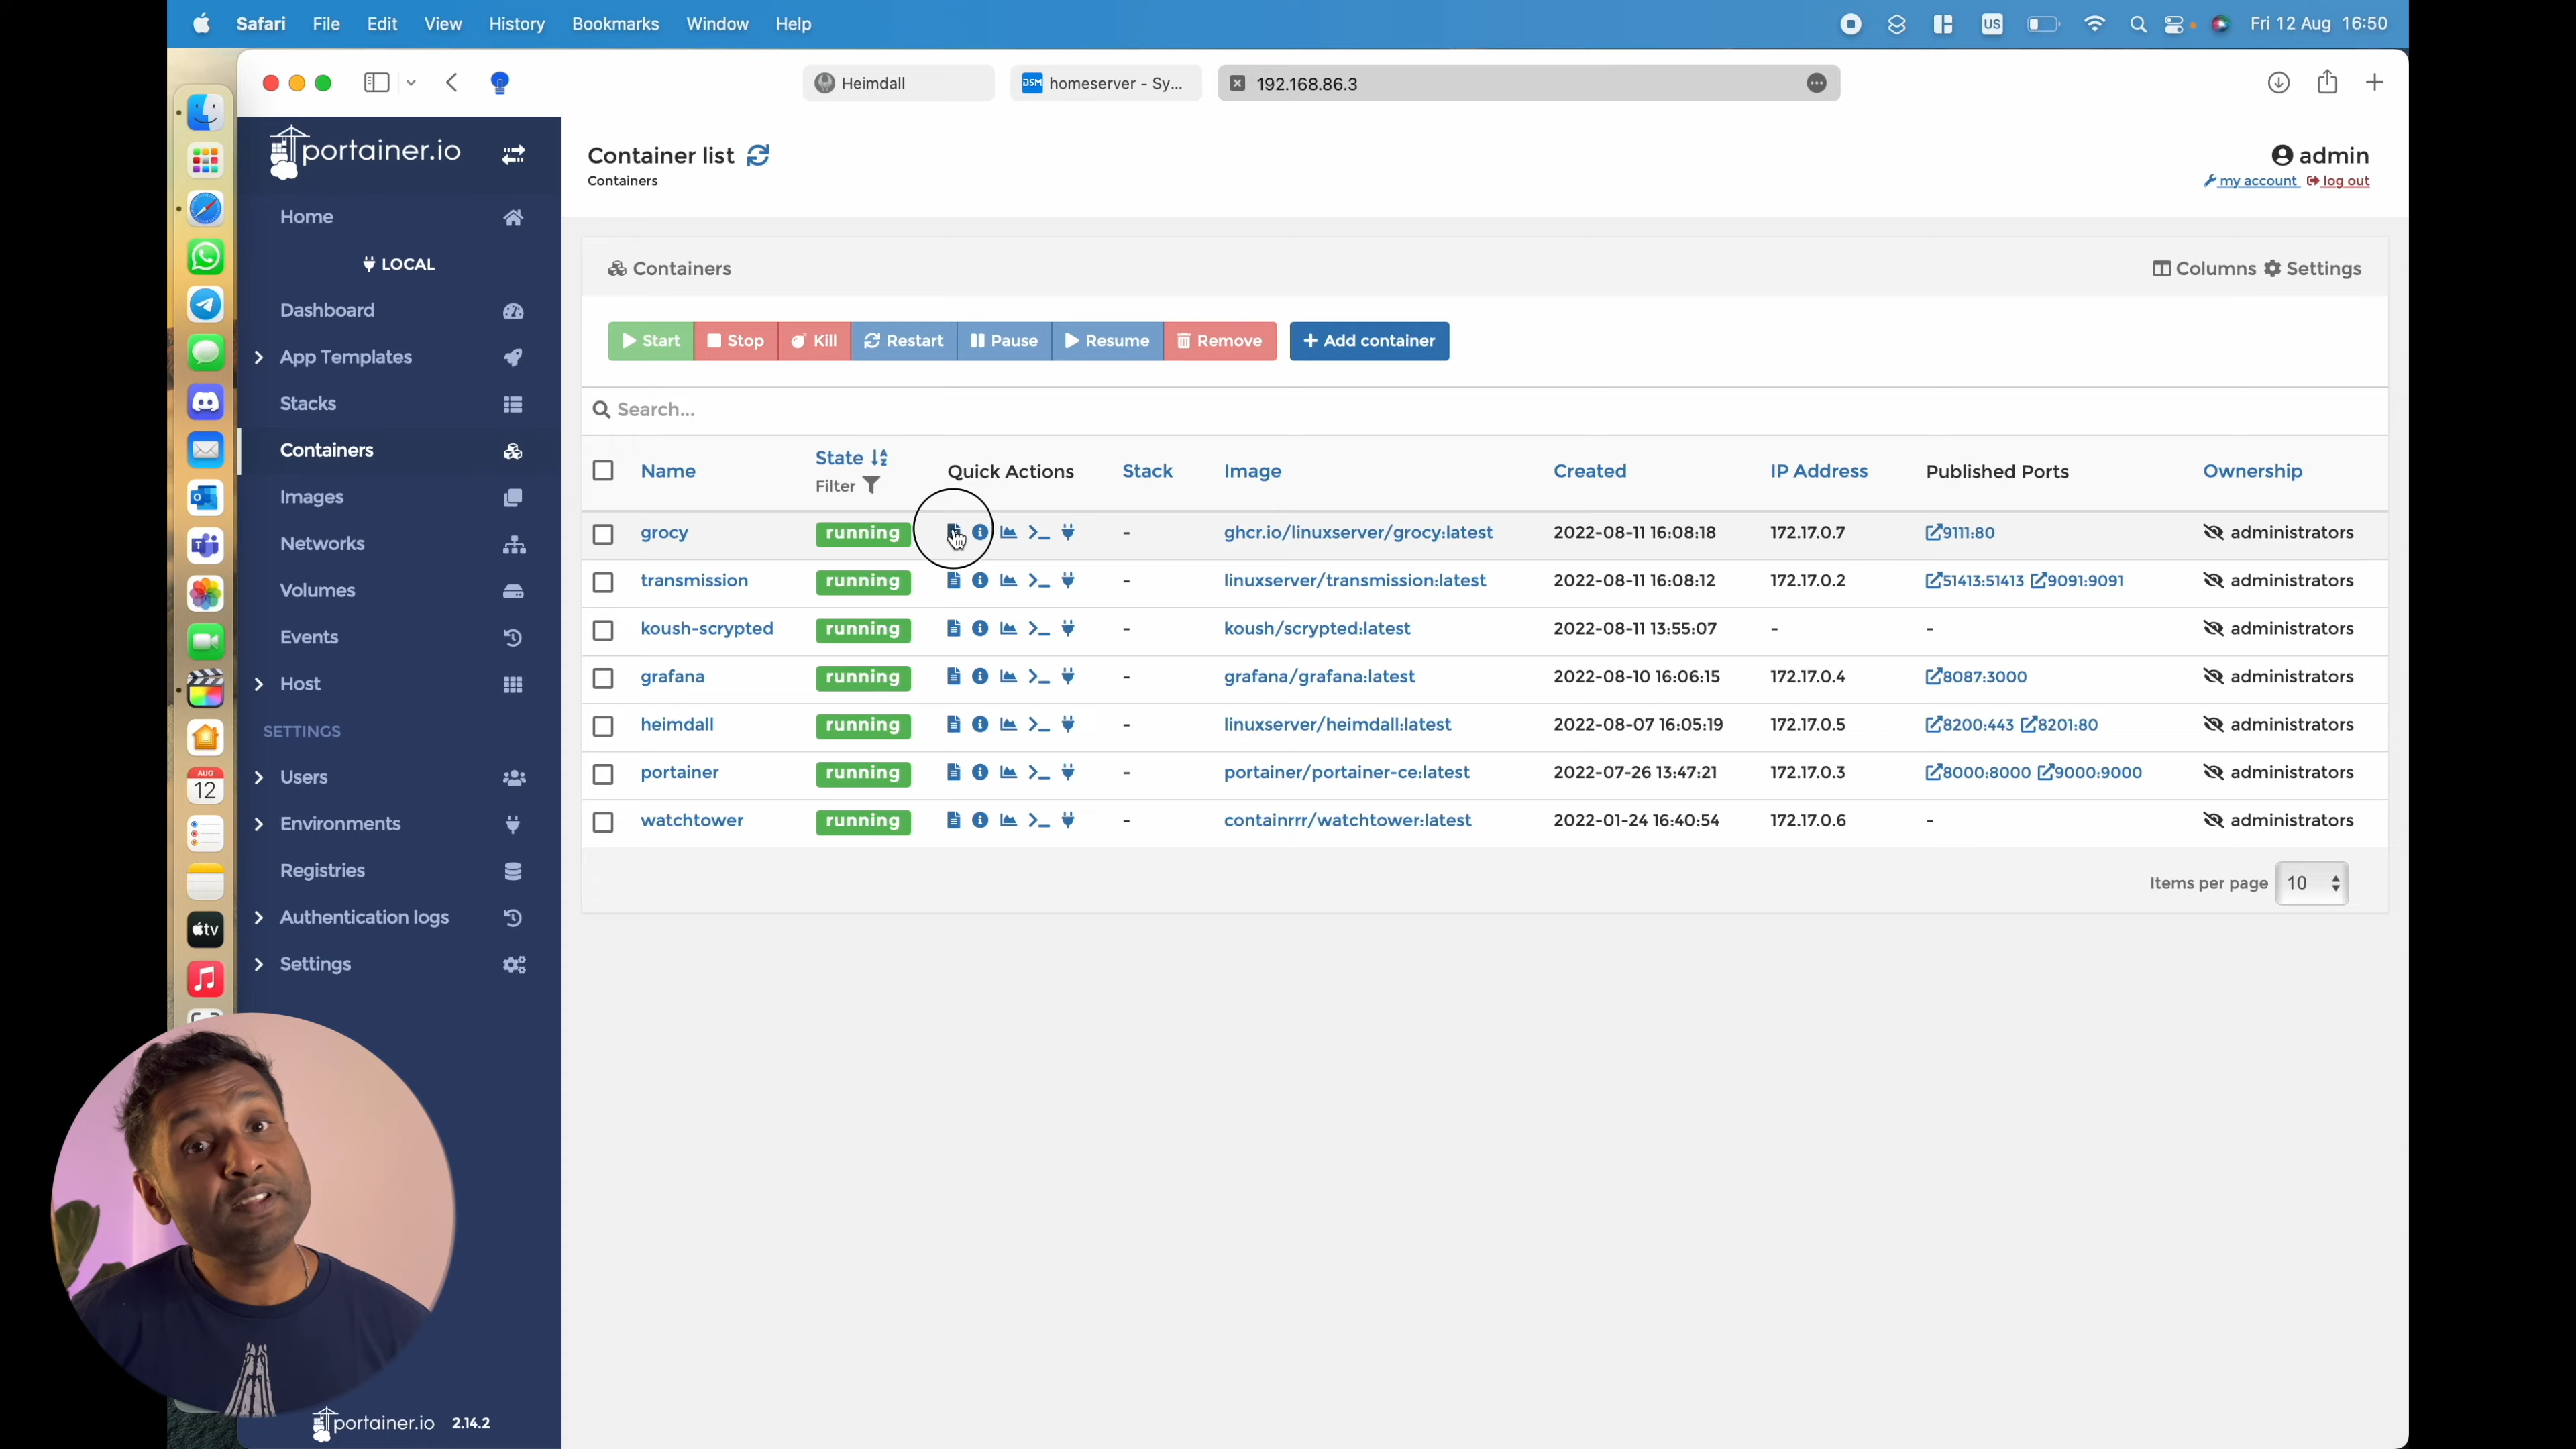 Safari File Edit View History Bookmarks Window Help US Fri 12 Aug 16:50
Heimdall DSM homeserver - Sy... 192.168.86.3
portainer.io
Container list
Containers
admin
my account log out
Home
LOCAL
Dashboard
App Templates
Stacks
Containers
Images
Networks
Volumes
Events
Host
SETTINGS
Users
Environments
Registries
Authentication logs
Settings
portainer.io 2.14.2
AUG
12
tv
Containers Columns Settings
Start Stop Kill Restart Pause Resume Remove + Add container
Search...
Name State Filter Quick Actions Stack Image Created IP Address Published Ports Ownership
grocy running - ghcr.io/linuxserver/grocy:latest 2022-08-11 16:08:18 172.17.0.7 9111:80 administrators
transmission running - linuxserver/transmission:latest 2022-08-11 16:08:12 172.17.0.2 51413:51413 9091:9091 administrators
koush-scrypted running - koush/scrypted:latest 2022-08-11 13:55:07 - - administrators
grafana running - grafana/grafana:latest 2022-08-10 16:06:15 172.17.0.4 8087:3000 administrators
heimdall running - linuxserver/heimdall:latest 2022-08-07 16:05:19 172.17.0.5 8200:443 8201:80 administrators
portainer running - portainer/portainer-ce:latest 2022-07-26 13:47:21 172.17.0.3 8000:8000 9000:9000 administrators
watchtower running - containrrr/watchtower:latest 2022-01-24 16:40:54 172.17.0.6 - administrators
Items per page 10